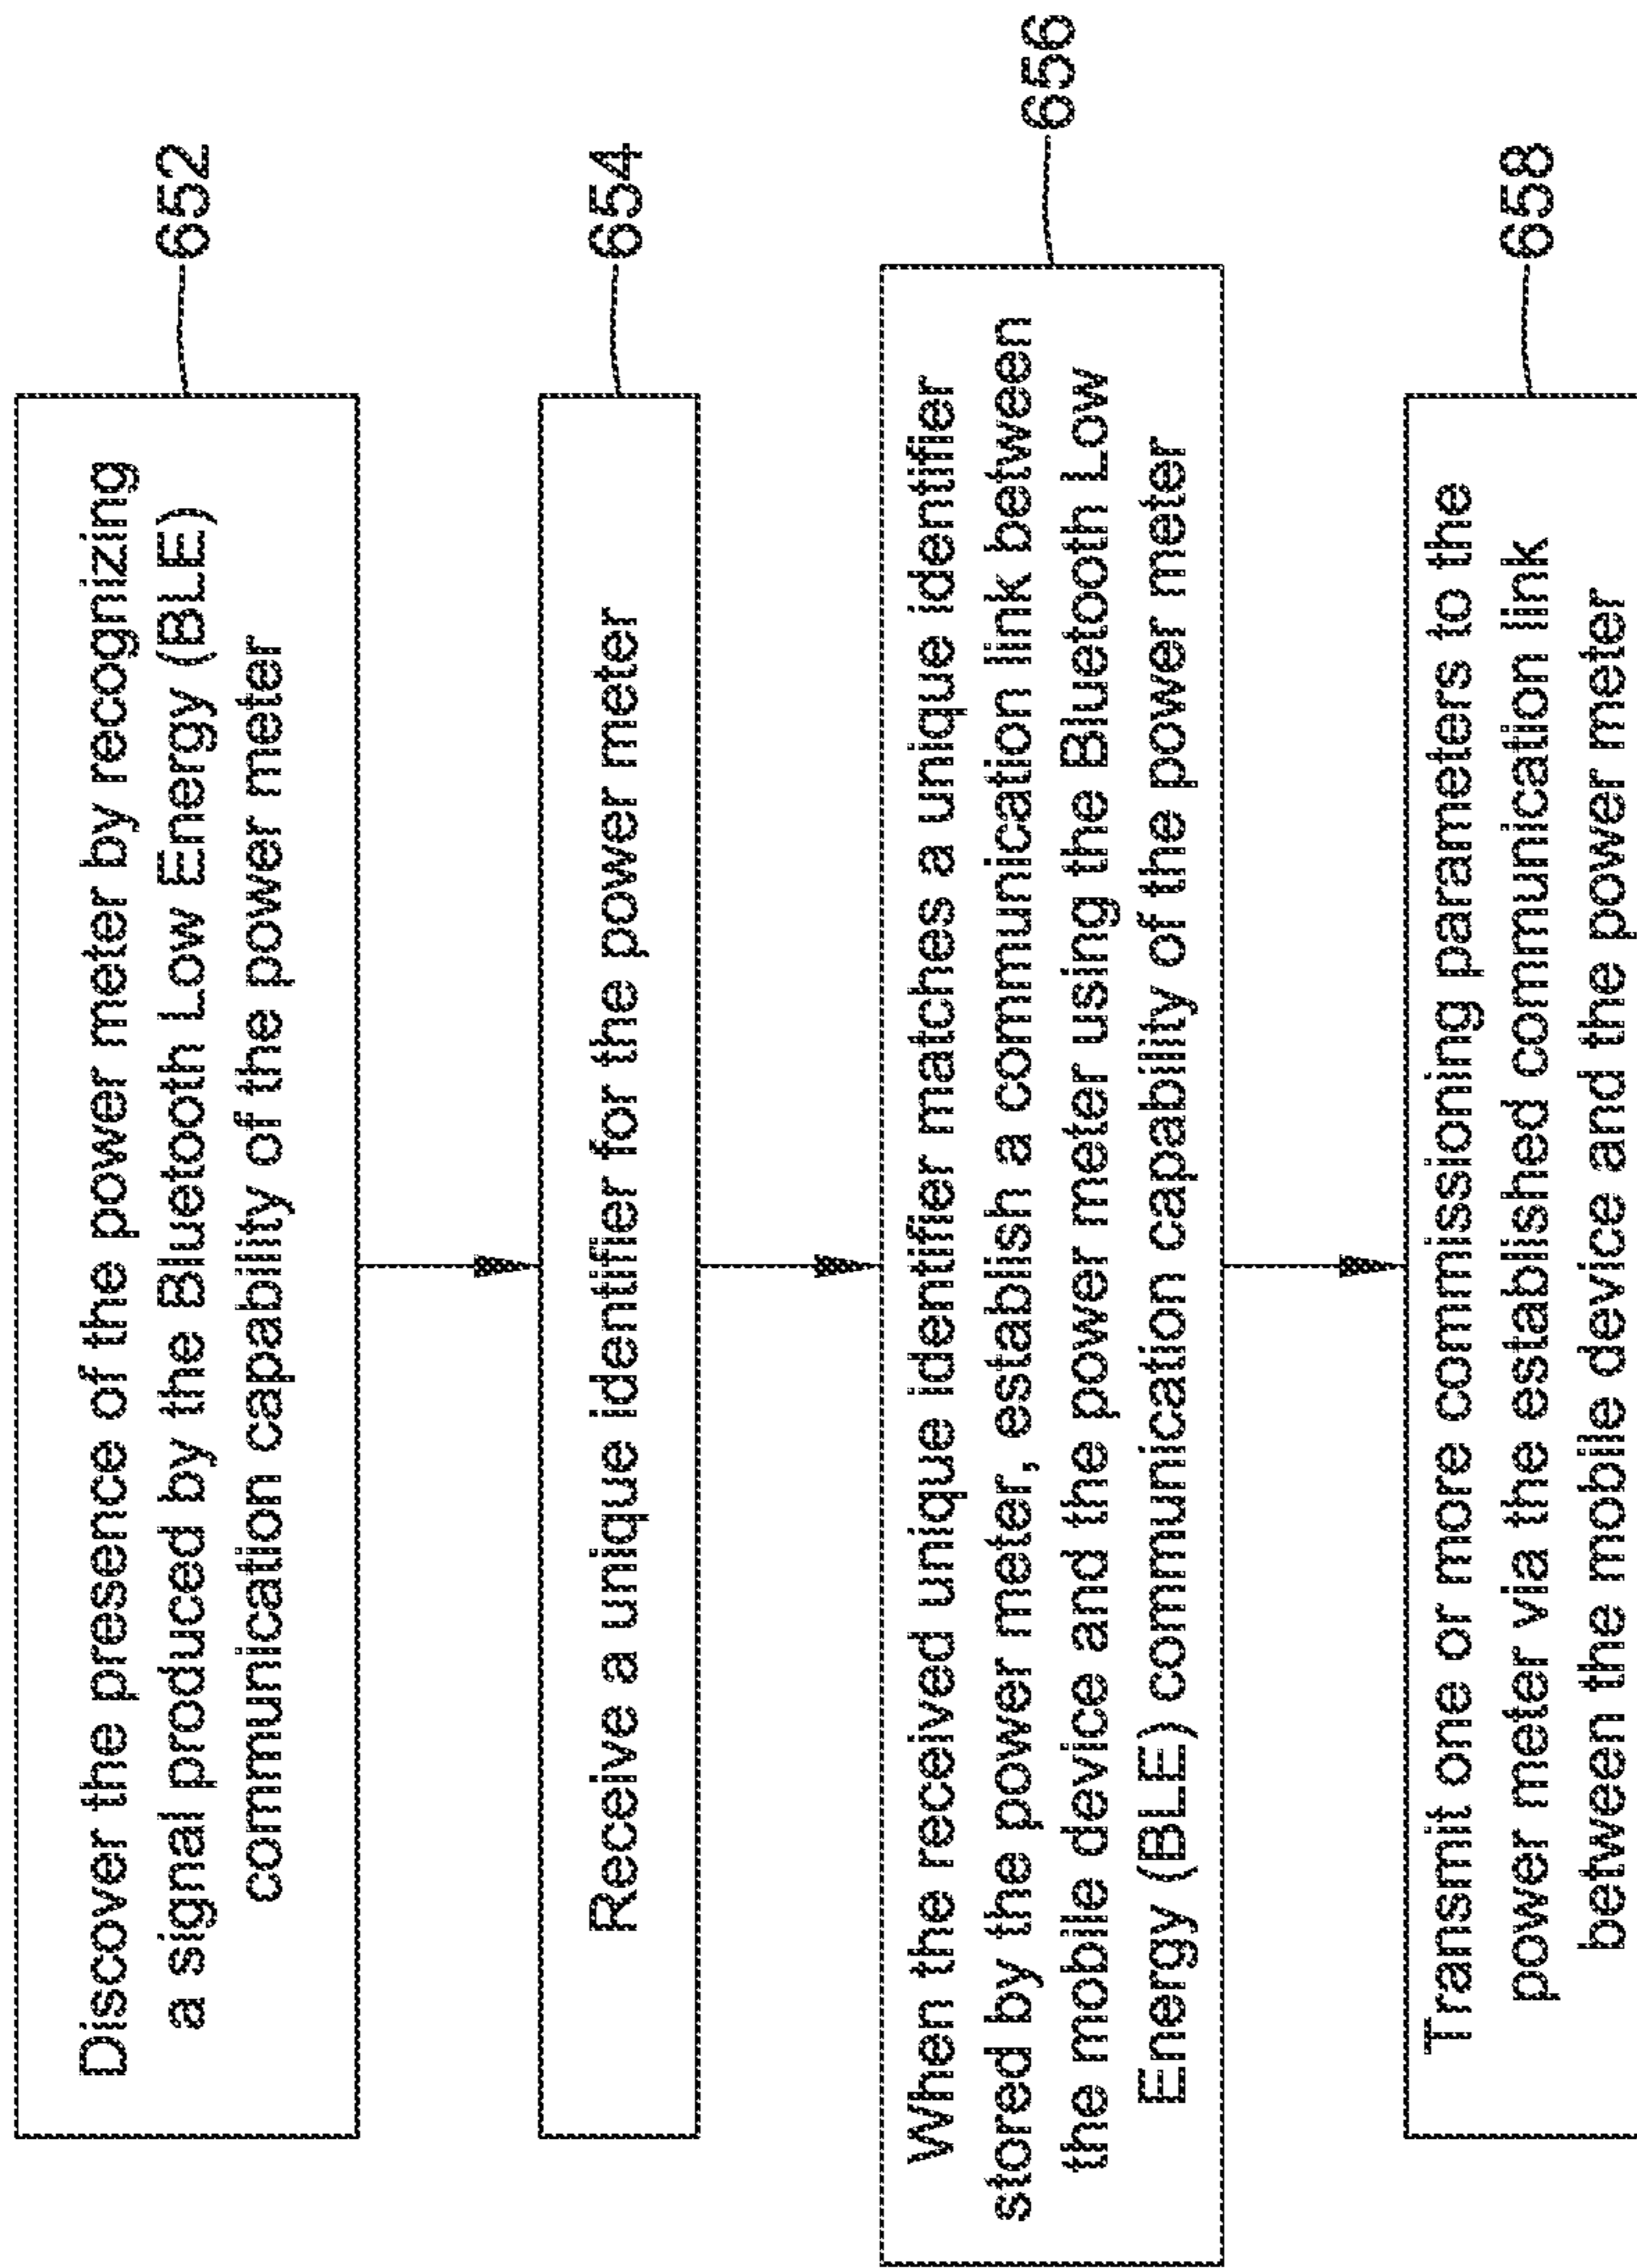 Discover the presence of the power meter by recognizing
a signal produced by the Bluetooth Low Energy (BLE)
communication capability of the power meter
652
Receive a unique identifier for the power meter
654
When the received unique identifier matches a unique identifier
stored by the power meter, establish a communication link between
the mobile device and the power meter using the Bluetooth Low
Energy (BLE) communication capability of the power meter
656
Transmit one or more commissioning parameters to the
power meter via the established communication link
between the mobile device and the power meter
658